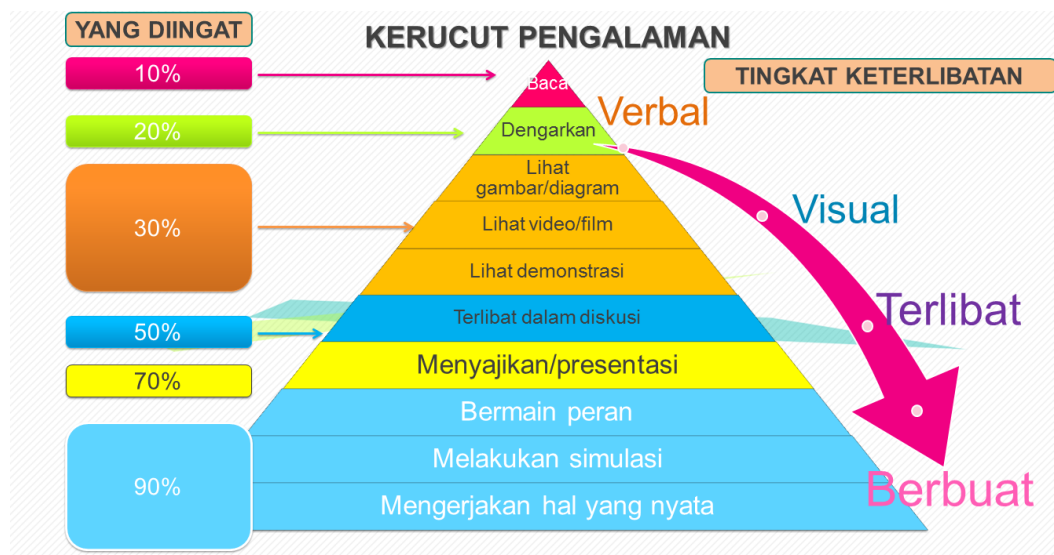 YANG DIINGAT
KERUCUT PENGALAMAN
TINGKAT KETERLIBATAN
10%
Baca
Verbal
20%
Dengarkan
Lihat
gambar/diagram
Visual
30%
Lihat video/film
Lihat demonstrasi
Terlibat
50%
Terlibat dalam diskusi
70%
Menyajikan/presentasi
Bermain peran
90%
Melakukan simulasi
Mengerjakan hal yang nyata
Berbuat